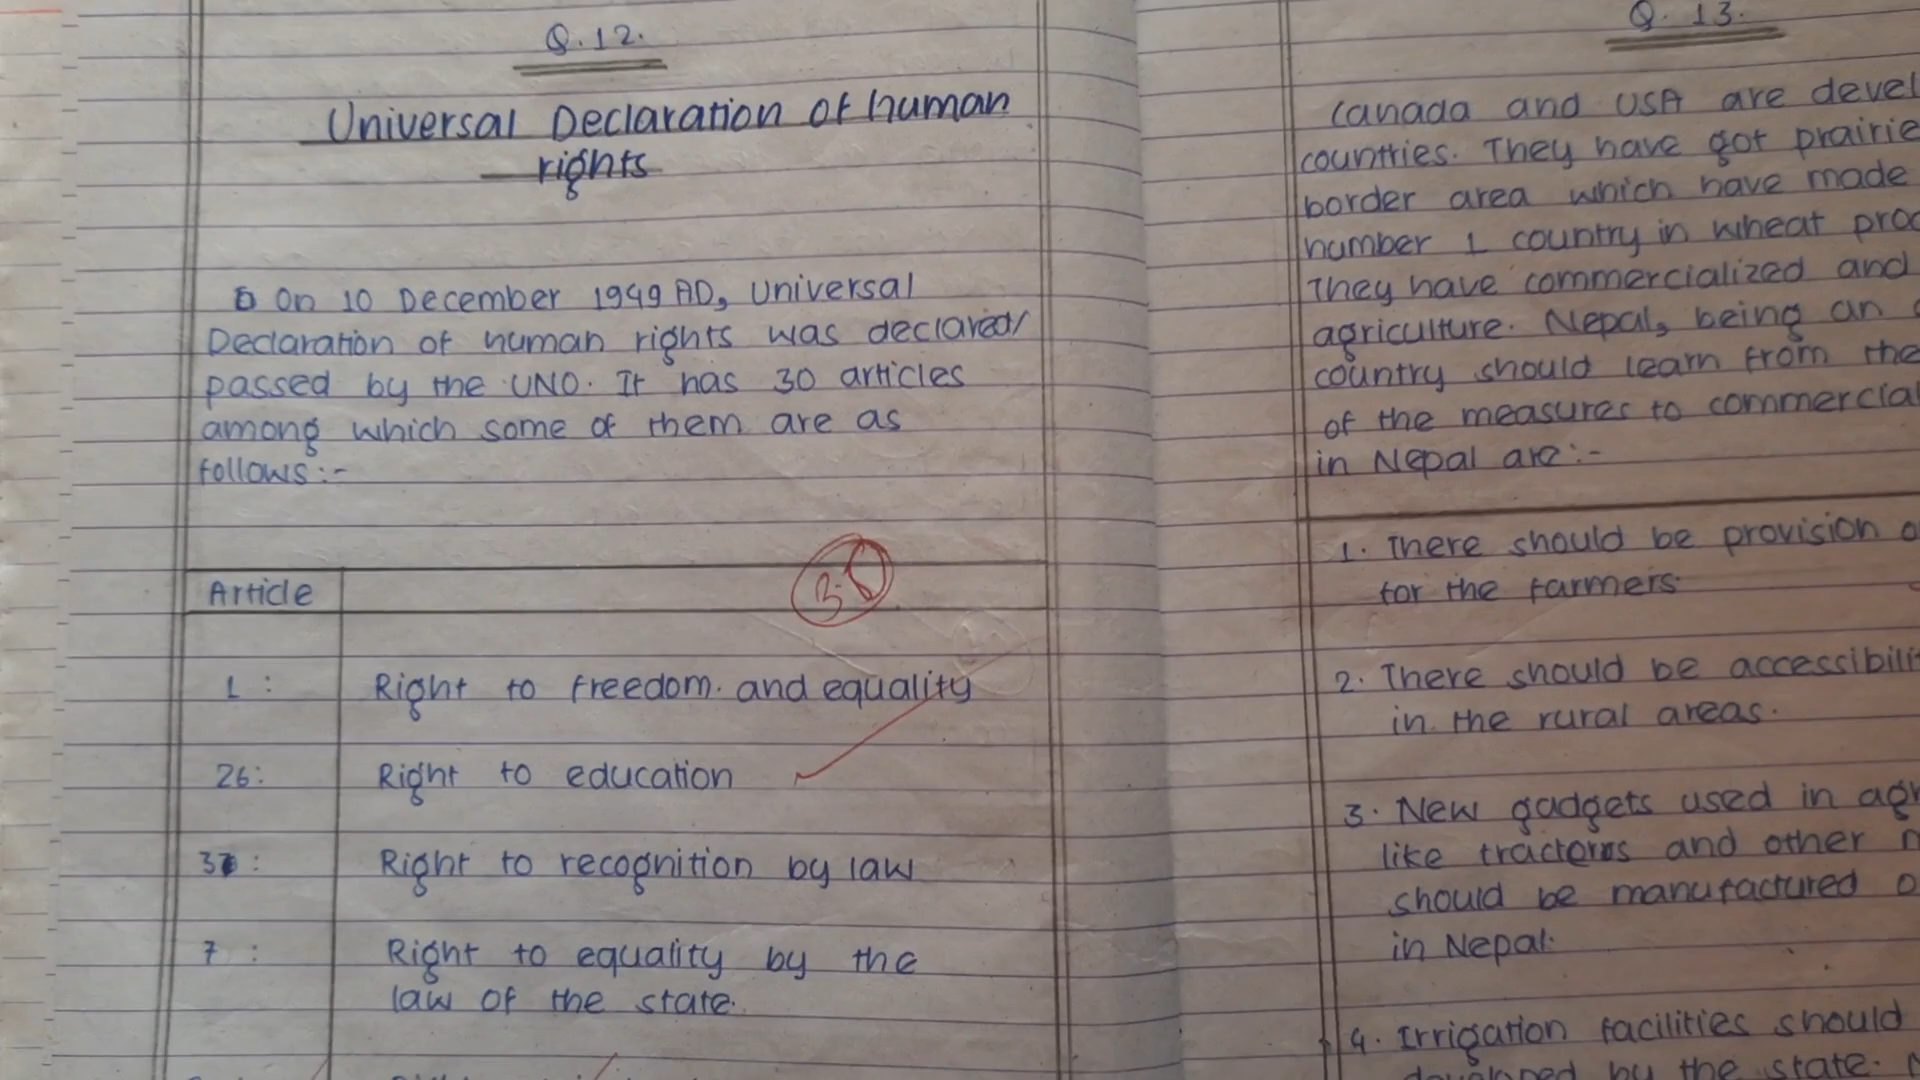 Q.12.
Universal Declaration of human
rights
On 10 December 1949 AD, Universal
Declaration of human rights was declared/
passed by the UNO. It has 30 articles
among which some of them are as
follows:-
Article
1 : Right to freedom. and equality
26: Right to education
: Right to recognition by law
7 : Right to equality by the
law of the state.
Q. 13.
Canada and USA are devel
countries. They have got prairie
border area which have made
number 1 country in wheat prod
They have commercialized and
agriculture. Nepal, being an
country should learn from the
of the measures to commercial
in Nepal are:-
1. There should be provision
for the farmers
2. There should be accessibili
in the rural areas.
3. New gadgets used in agr
like tractors and other
should be manufactured
in Nepal.
4. Irrigation facilities should
developed by the state.